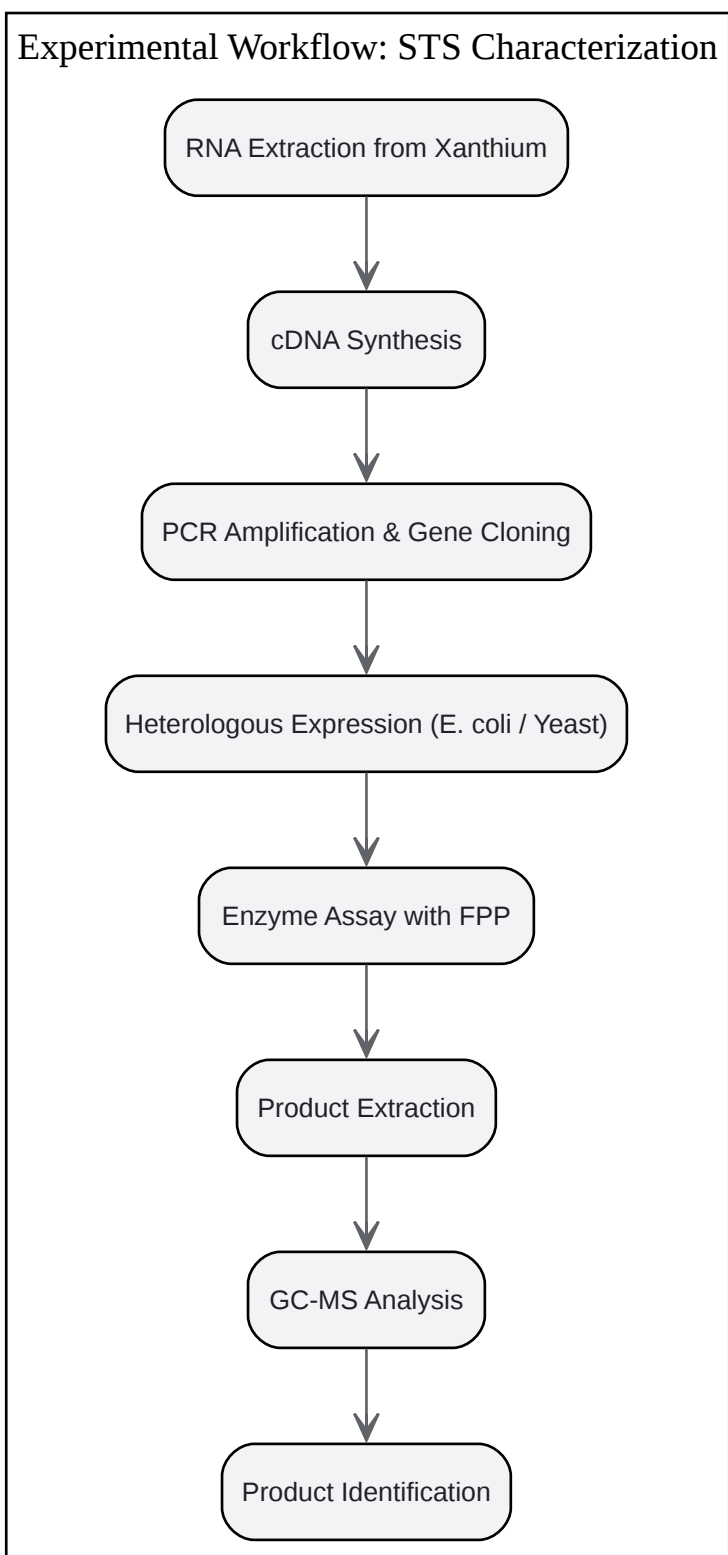 Experimental Workflow: STS Characterization
RNA Extraction from Xanthium
cDNA Synthesis
PCR Amplification & Gene Cloning
Heterologous Expression (E. coli / Yeast)
Enzyme Assay with FPP
Product Extraction
GC-MS Analysis
Product Identification